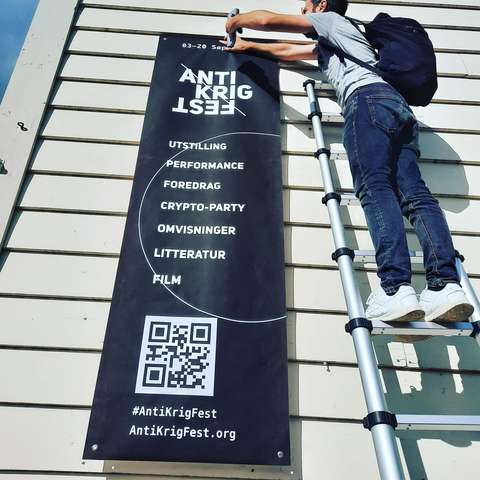 03-20 Sep
ANTI
KRIG
FEST
UTSTILLING
PERFORMANCE
FOREDRAG
CRYPTO-PARTY
OMVISNINGER
LITTERATUR
FILM
#AntiKrigFest
AntiKrigFest.org